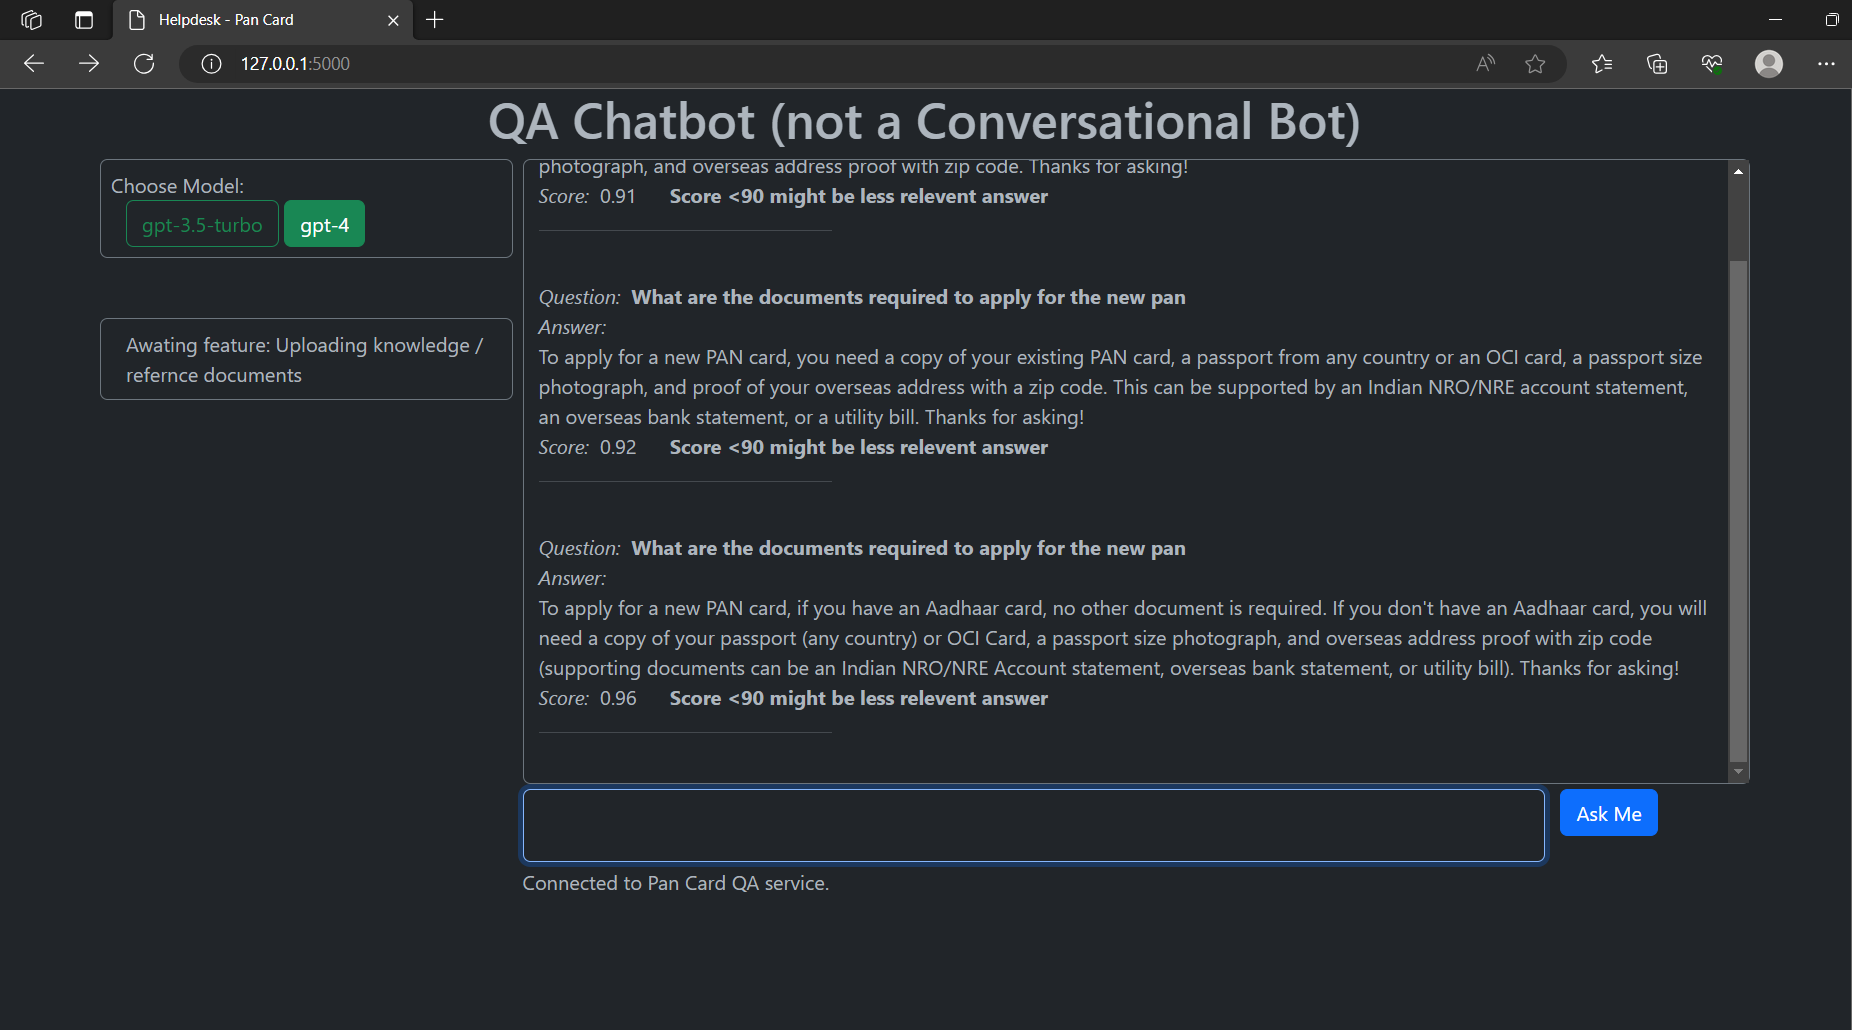 Helpdesk - Pan Card
127.0.0.1:5000
QA Chatbot (not a Conversational Bot)
Choose Model:
gpt-3.5-turbo gpt-4
Awating feature: Uploading knowledge /
refernce documents
photograph, and overseas address proof with zip code. Thanks for asking!
Score: 0.91 Score <90 might be less relevent answer
Question: What are the documents required to apply for the new pan
Answer:
To apply for a new PAN card, you need a copy of your existing PAN card, a passport from any country or an OCI card, a passport size
photograph, and proof of your overseas address with a zip code. This can be supported by an Indian NRO/NRE account statement,
an overseas bank statement, or a utility bill. Thanks for asking!
Score: 0.92 Score <90 might be less relevent answer
Question: What are the documents required to apply for the new pan
Answer:
To apply for a new PAN card, if you have an Aadhaar card, no other document is required. If you don't have an Aadhaar card, you will
need a copy of your passport (any country) or OCI Card, a passport size photograph, and overseas address proof with zip code
(supporting documents can be an Indian NRO/NRE Account statement, overseas bank statement, or utility bill). Thanks for asking!
Score: 0.96 Score <90 might be less relevent answer
Ask Me
Connected to Pan Card QA service.